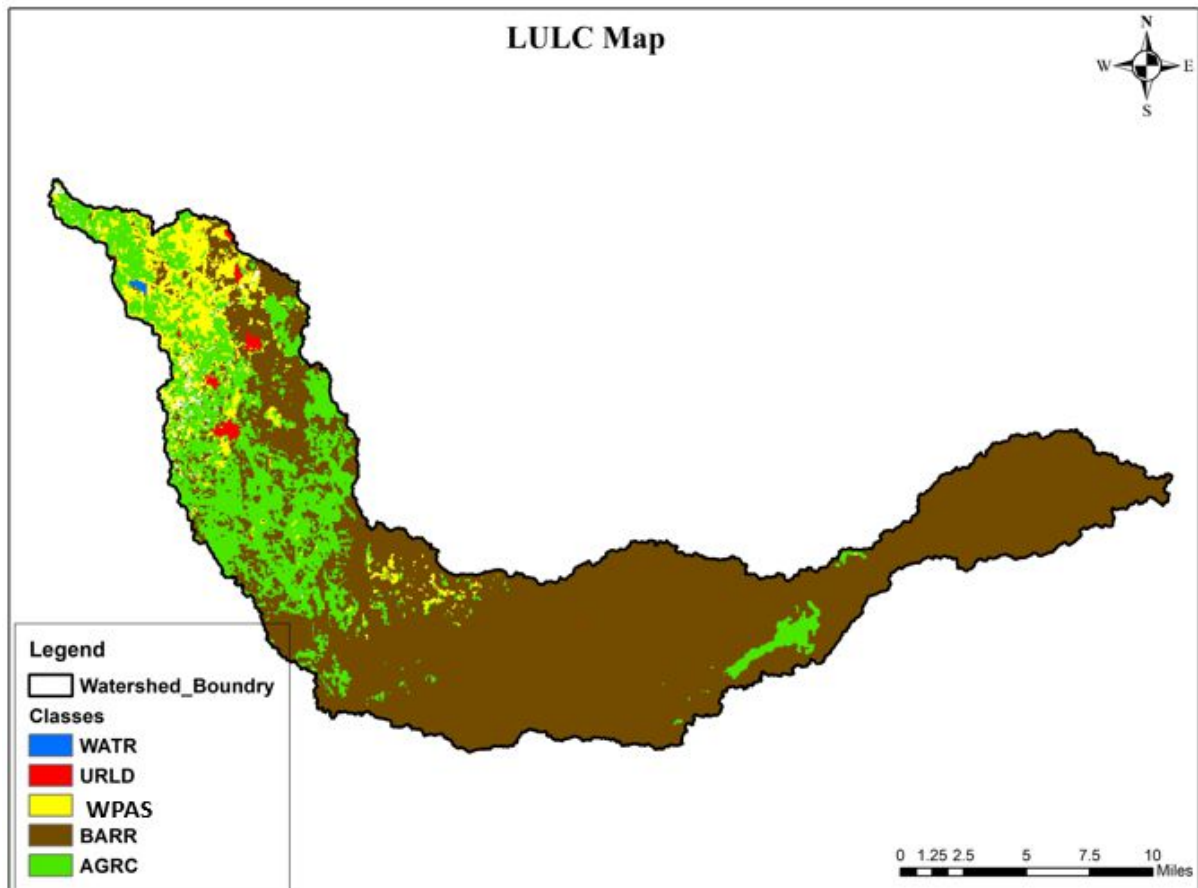 LULC Map
N
W E
S
Legend
Watershed_Boundry
Classes
WATR
URLD
WPAS
BARR
AGRC
0 1.25 2.5 5 7.5 10
Miles